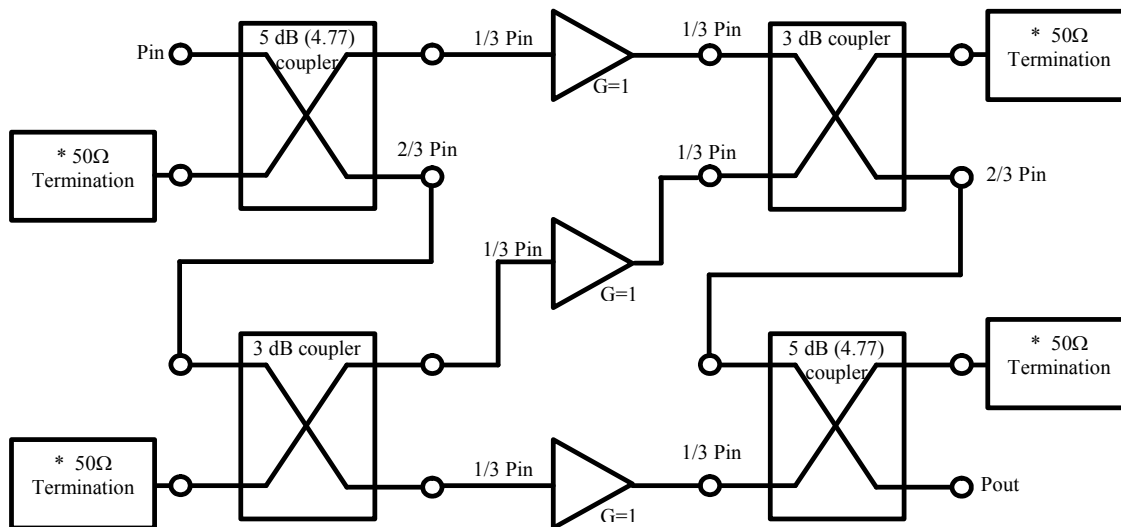 Pin
5 dB (4.77)
coupler
1/3 Pin
G=1
1/3 Pin
3 dB coupler
* 50Ω
Termination
* 50Ω
Termination
2/3 Pin
1/3 Pin
2/3 Pin
1/3 Pin
G=1
3 dB coupler
5 dB (4.77)
coupler
* 50Ω
Termination
* 50Ω
Termination
1/3 Pin
G=1
1/3 Pin
Pout